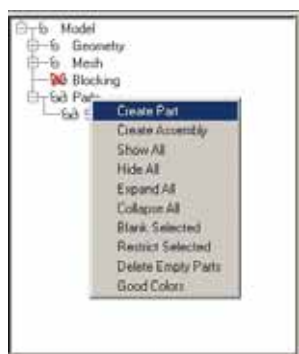 Model
Geometry
Mesh
Blocking
Parts
Create Part
Create Assembly
Show All
Hide All
Expand All
Collapse All
Blank Selected
Restrict Selected
Delete Empty Parts
Good Colors